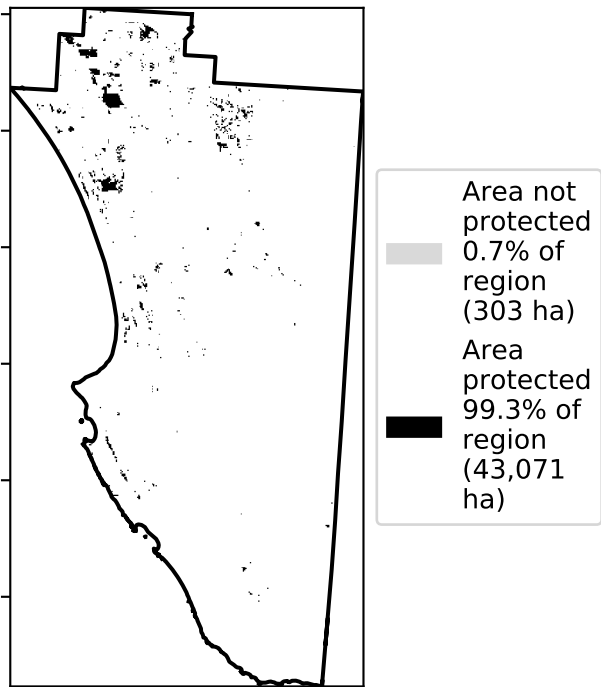 Area not
protected
0.7% of
region
(303 ha)
Area
protected
99.3% of
region
(43,071
ha)